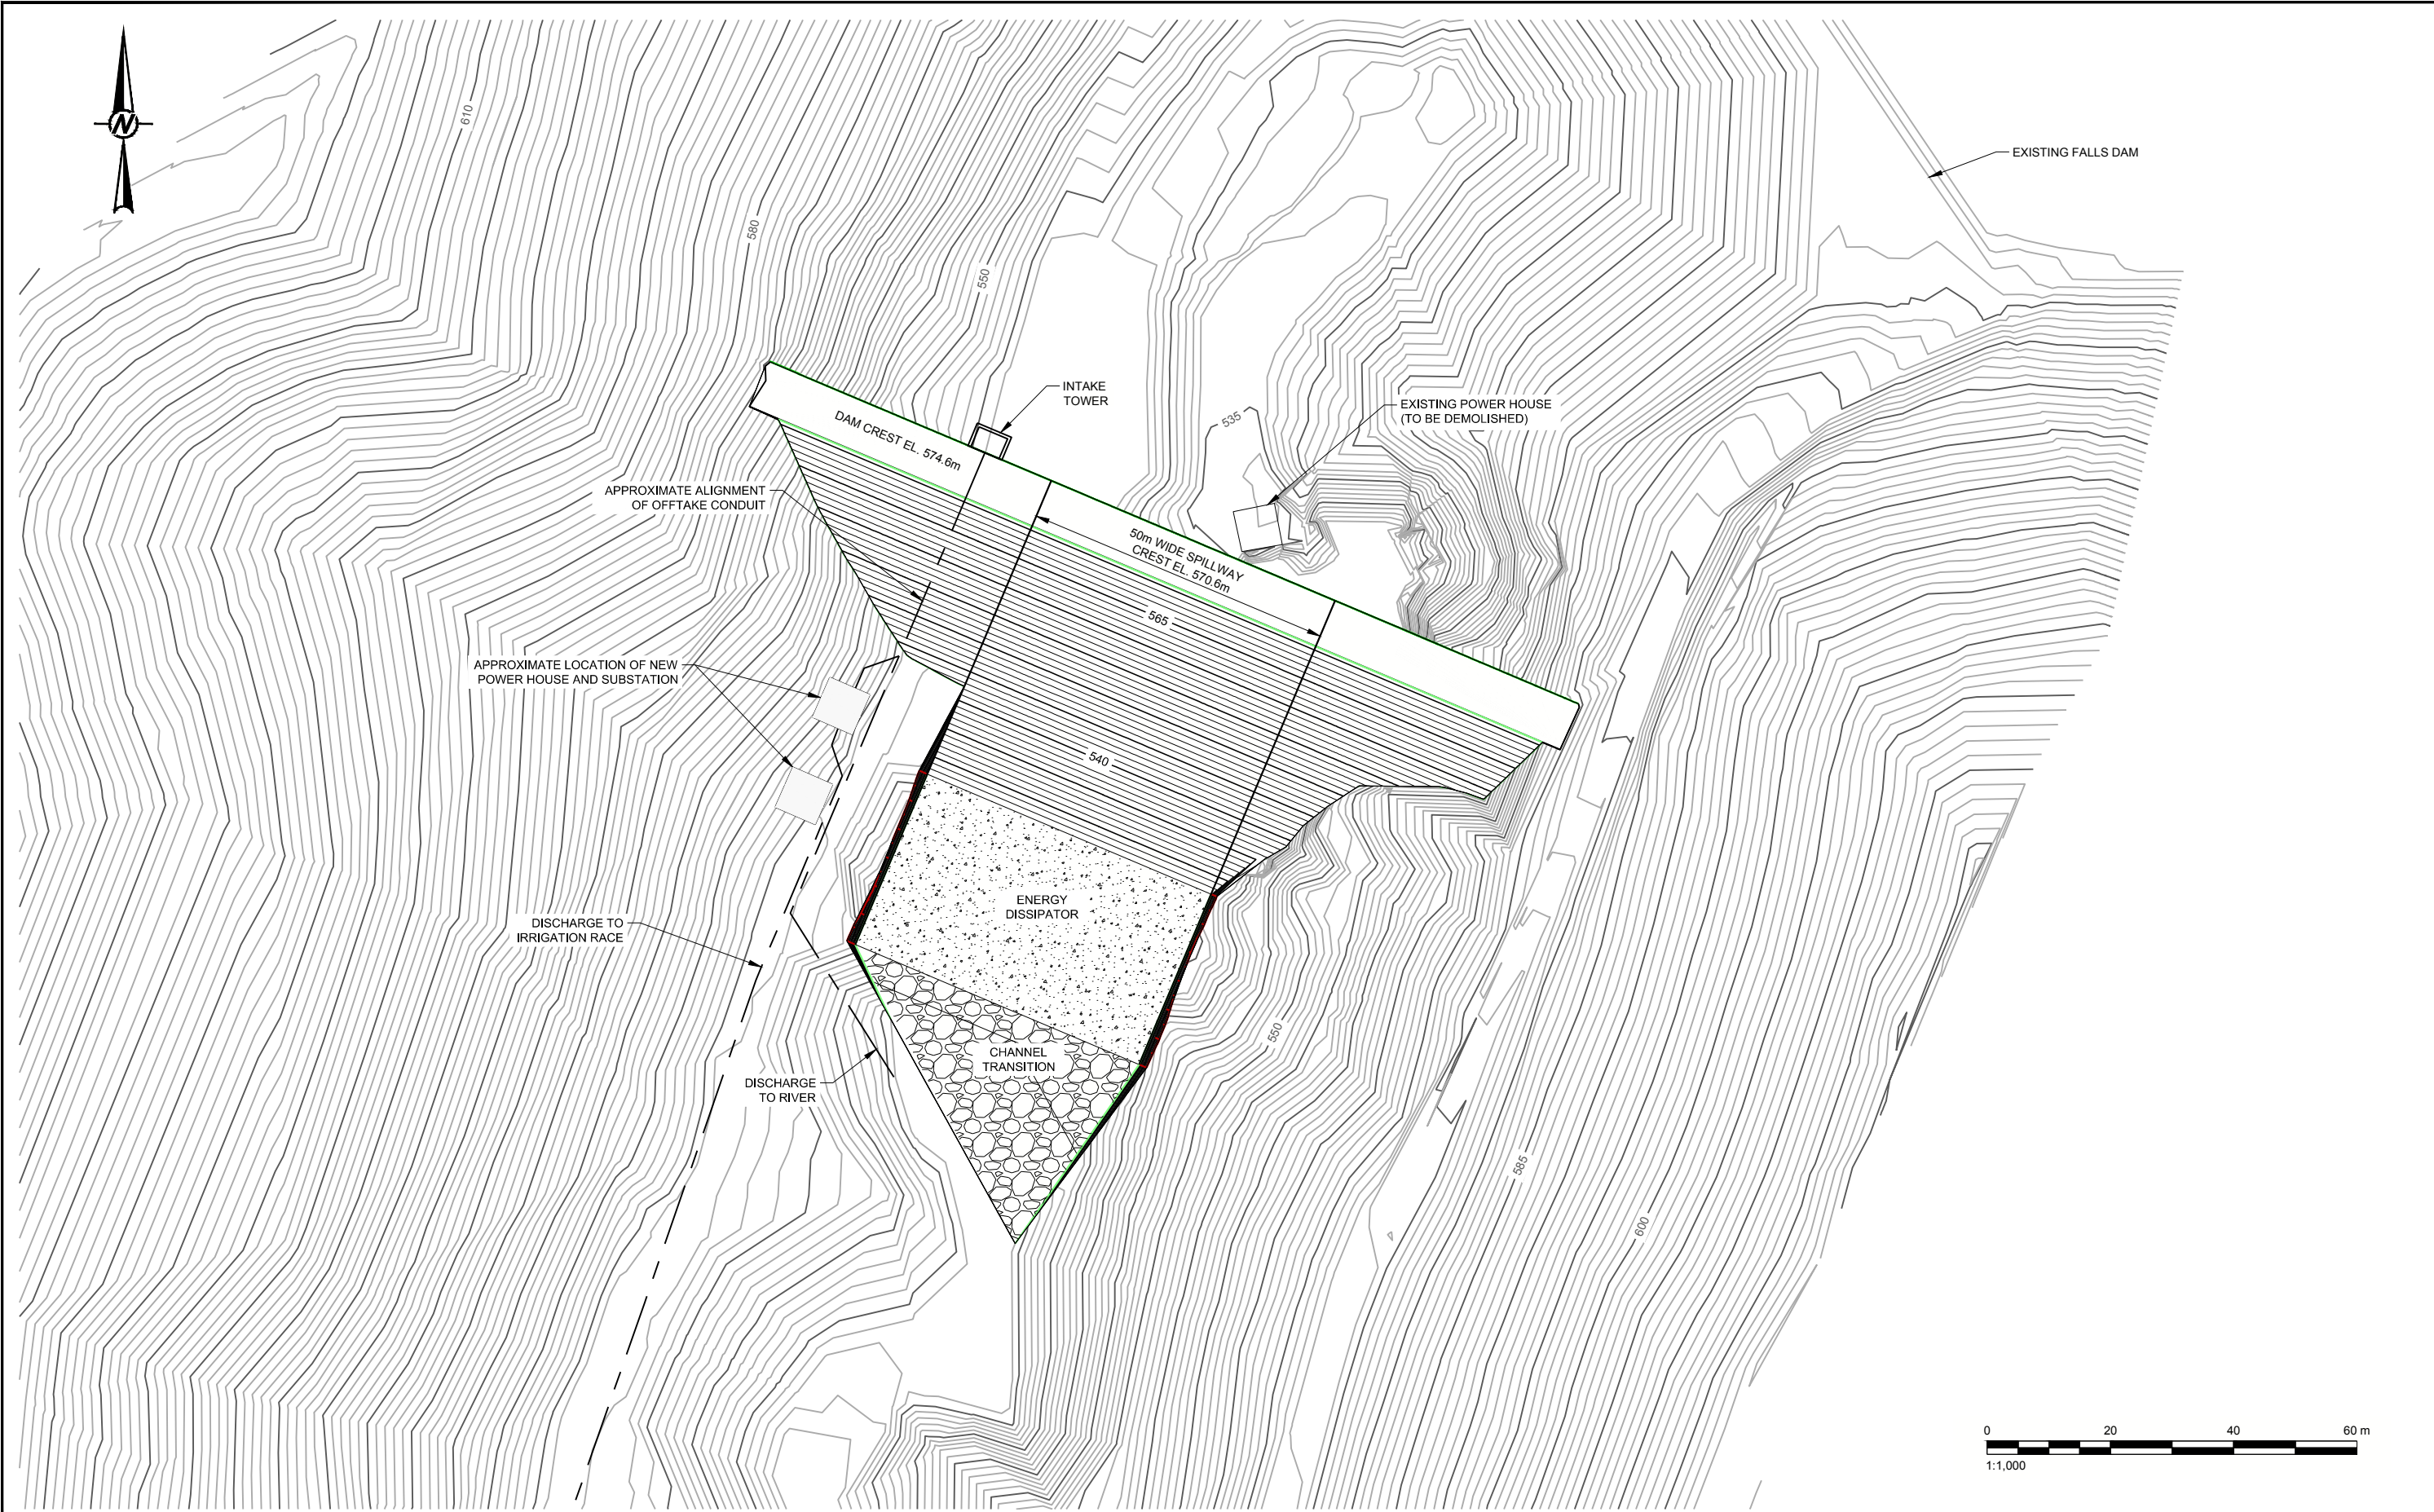 N
610
580
550
EXISTING FALLS DAM
INTAKE
TOWER
DAM CREST EL. 574.6m
535
EXISTING POWER HOUSE
(TO BE DEMOLISHED)
APPROXIMATE ALIGNMENT
OF OFFTAKE CONDUIT
50m WIDE SPILLWAY
CREST EL. 570.6m
565
APPROXIMATE LOCATION OF NEW
POWER HOUSE AND SUBSTATION
540
ENERGY
DISSIPATOR
DISCHARGE TO
IRRIGATION RACE
550
CHANNEL
TRANSITION
DISCHARGE
TO RIVER
585
600
0 20 40 60 m
1:1,000